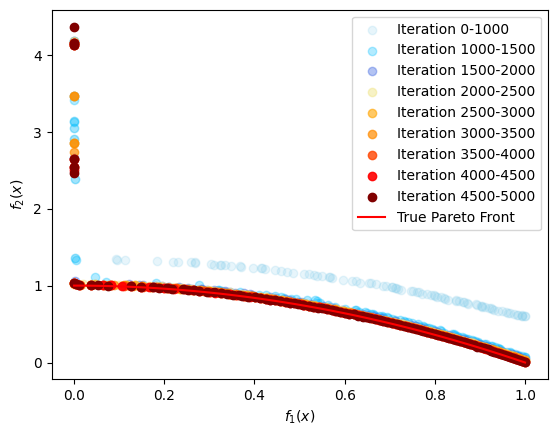 Iteration 0-1000
Iteration 1000-1500
Iteration 1500-2000
Iteration 2000-2500
Iteration 2500-3000
Iteration 3000-3500
Iteration 3500-4000
Iteration 4000-4500
Iteration 4500-5000
True Pareto Front
4
3
2
1
0
f₂(x)
0.0 0.2 0.4 0.6 0.8 1.0
f₁(x)